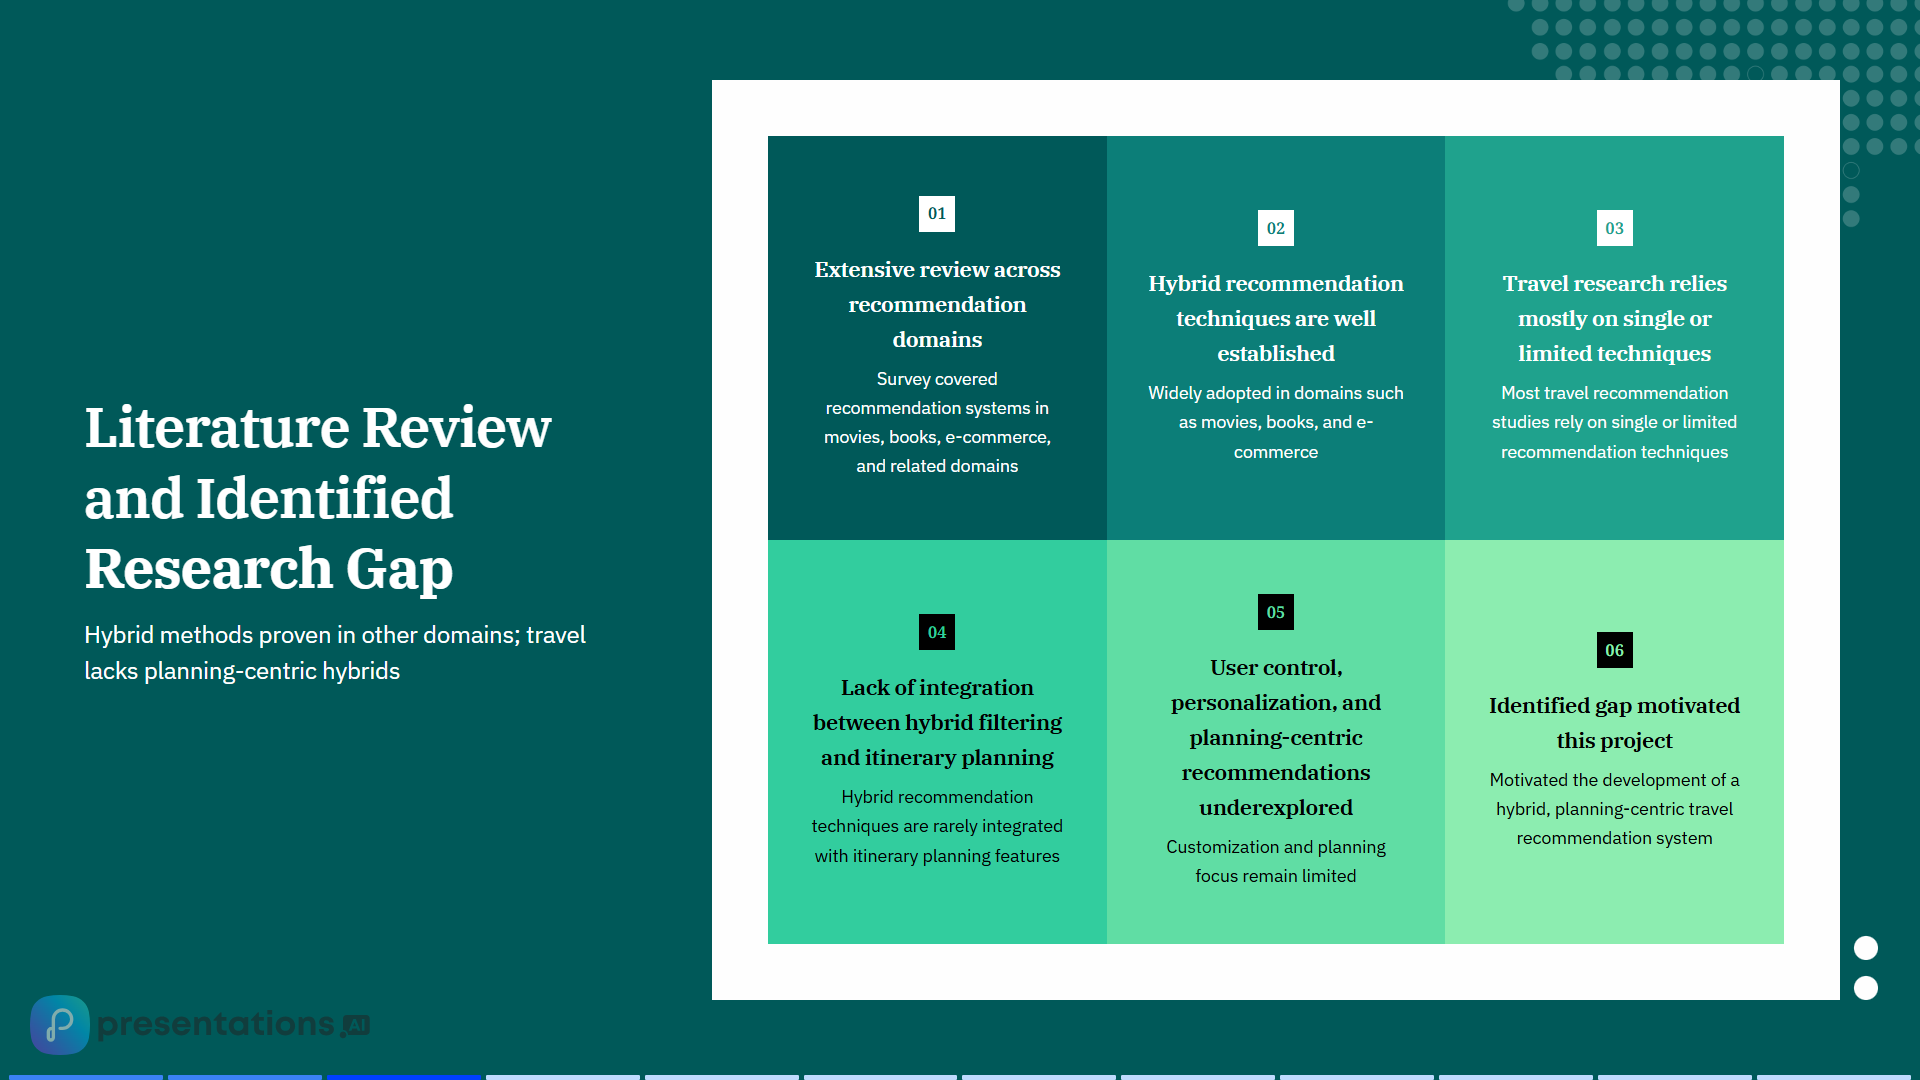 Literature Review
and Identified
Research Gap
Hybrid methods proven in other domains; travel
lacks planning-centric hybrids
01
Extensive review across
recommendation
domains
Survey covered
recommendation systems in
movies, books, e-commerce,
and related domains
02
Hybrid recommendation
techniques are well
established
Widely adopted in domains such
as movies, books, and e-
commerce
03
Travel research relies
mostly on single or
limited techniques
Most travel recommendation
studies rely on single or limited
recommendation techniques
04
Lack of integration
between hybrid filtering
and itinerary planning
Hybrid recommendation
techniques are rarely integrated
with itinerary planning features
05
User control,
personalization, and
planning-centric
recommendations
underexplored
Customization and planning
focus remain limited
06
Identified gap motivated
this project
Motivated the development of a
hybrid, planning-centric travel
recommendation system
presentations.AI